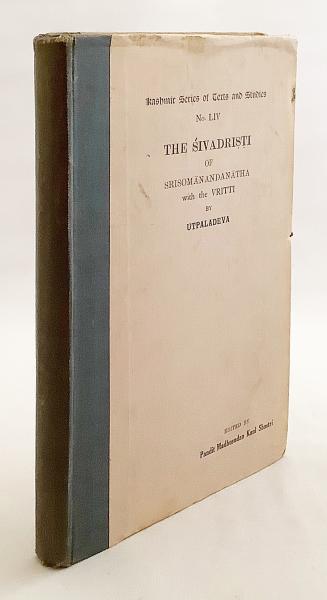 Kashmir Series of Texts and Studies
No. LIV
THE ŚIVADRIṢṬI
OF
SRISOMĀNANDANĀTHA
with the VRITTI
BY
UTPALADEVA
EDITED BY
Pandit Madhusudan Kaul Shastri